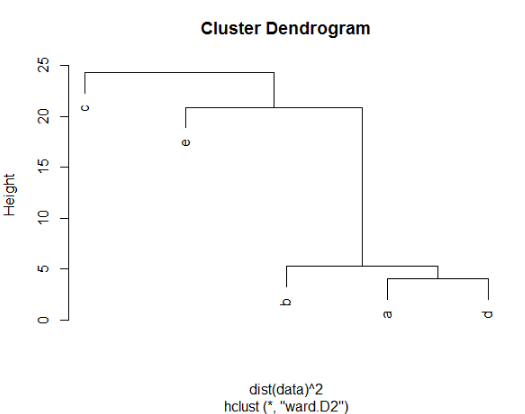 Cluster Dendrogram
Height
25
20
15
10
5
0
c
e
b
a
d
dist(data)^2
hclust (*, "ward.D2")